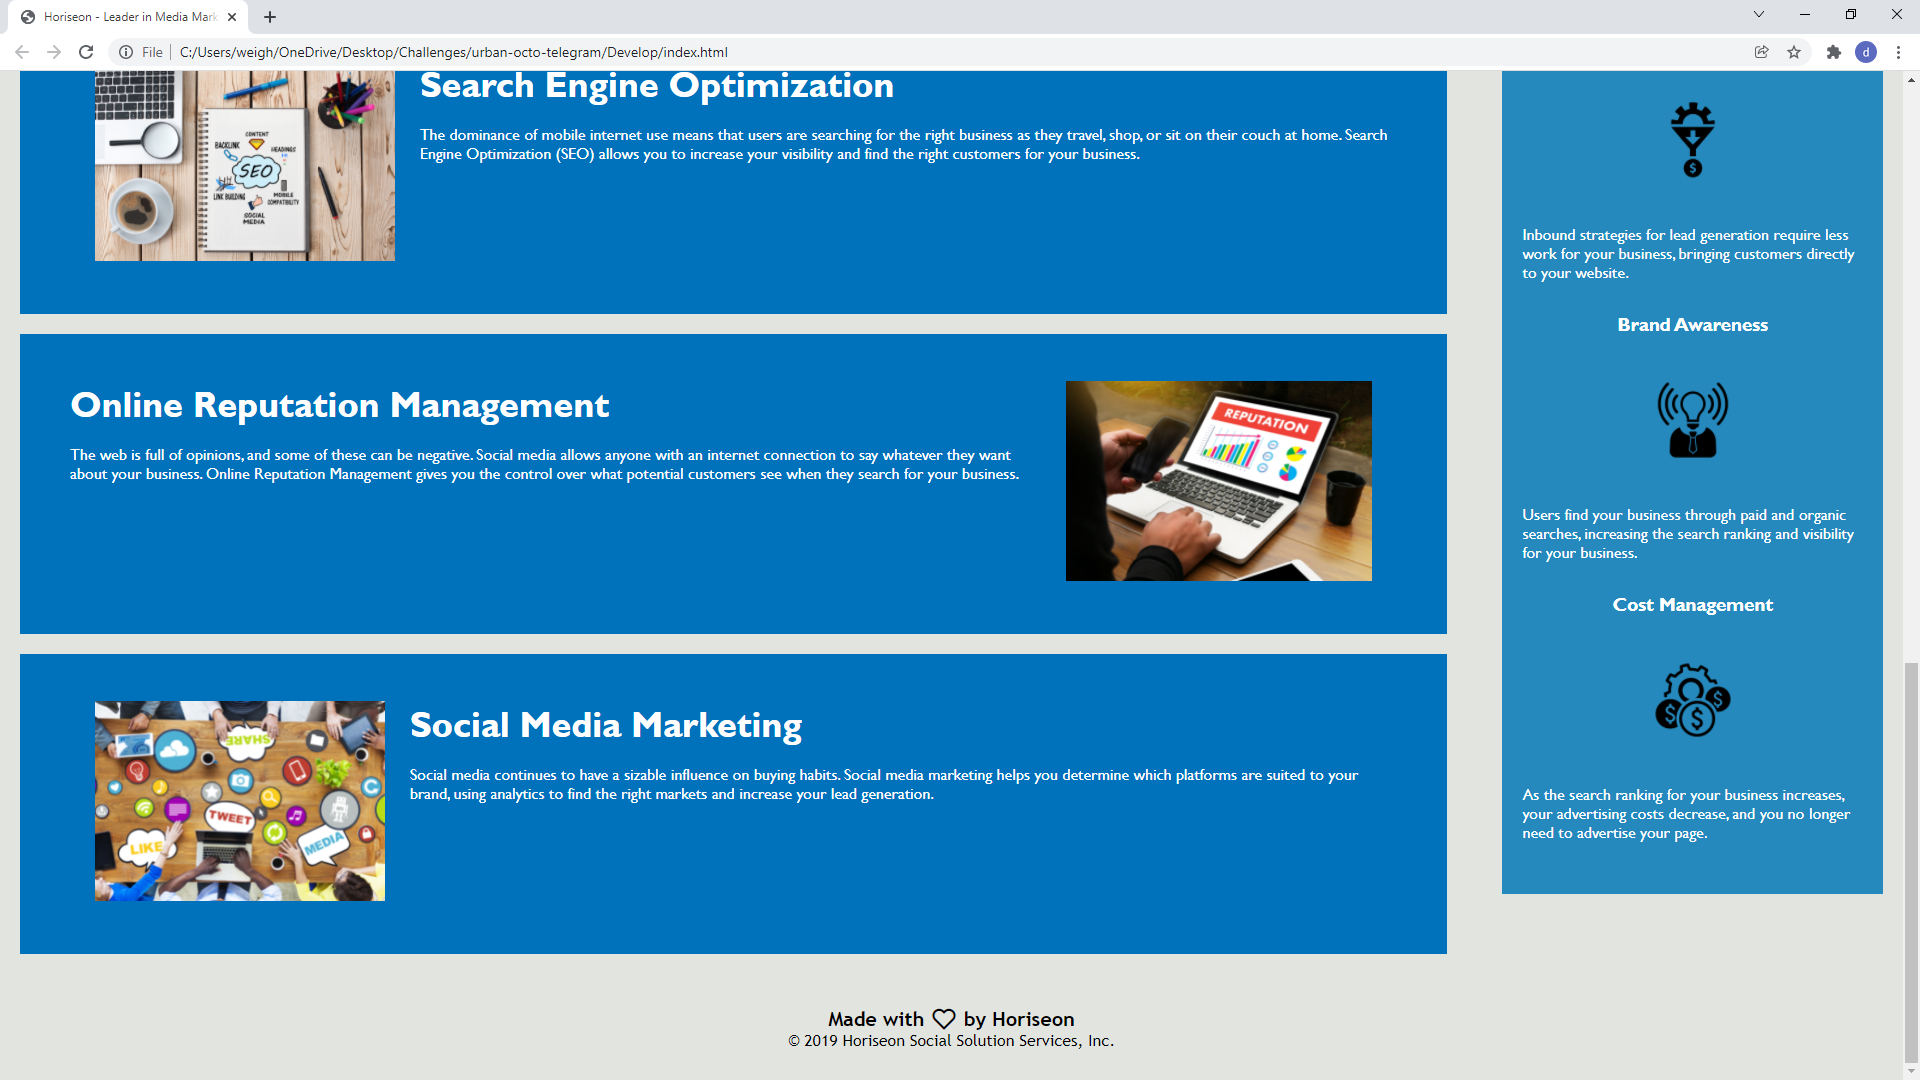 Horiseon - Leader in Media Mark
File
C:/Users/weigh/OneDrive/Desktop/Challenges/urban-octo-telegram/Develop/index.html
d
Search Engine Optimization
The dominance of mobile internet use means that users are searching for the right business as they travel, shop, or sit on their couch at home. Search
Engine Optimization (SEO) allows you to increase your visibility and find the right customers for your business.
CONTENT
BACKLINK
HEADINGS
SEO
LINK BUILDING
MOBILE
COMPATIBILITY
SOCIAL
MEDIA
Online Reputation Management
The web is full of opinions, and some of these can be negative. Social media allows anyone with an internet connection to say whatever they want
about your business. Online Reputation Management gives you the control over what potential customers see when they search for your business.
REPUTATION
Social Media Marketing
Social media continues to have a sizable influence on buying habits. Social media marketing helps you determine which platforms are suited to your
brand, using analytics to find the right markets and increase your lead generation.
SHARE
TWEET
LIKE
MEDIA
$
Inbound strategies for lead generation require less
work for your business, bringing customers directly
to your website.
Brand Awareness
Users find your business through paid and organic
searches, increasing the search ranking and visibility
for your business.
Cost Management
$ $ $
As the search ranking for your business increases,
your advertising costs decrease, and you no longer
need to advertise your page.
Made with by Horiseon
© 2019 Horiseon Social Solution Services, Inc.